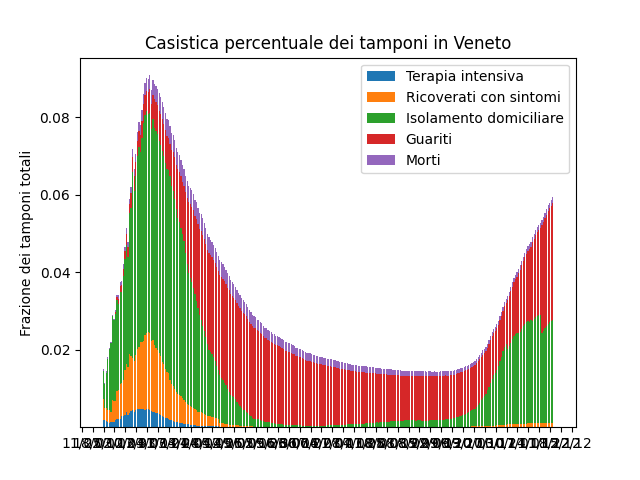 Casistica percentuale dei tamponi in Veneto
Terapia intensiva
Ricoverati con sintomi
Isolamento domiciliare
Guariti
Morti
Frazione dei tamponi totali
0.08
0.06
0.04
0.02